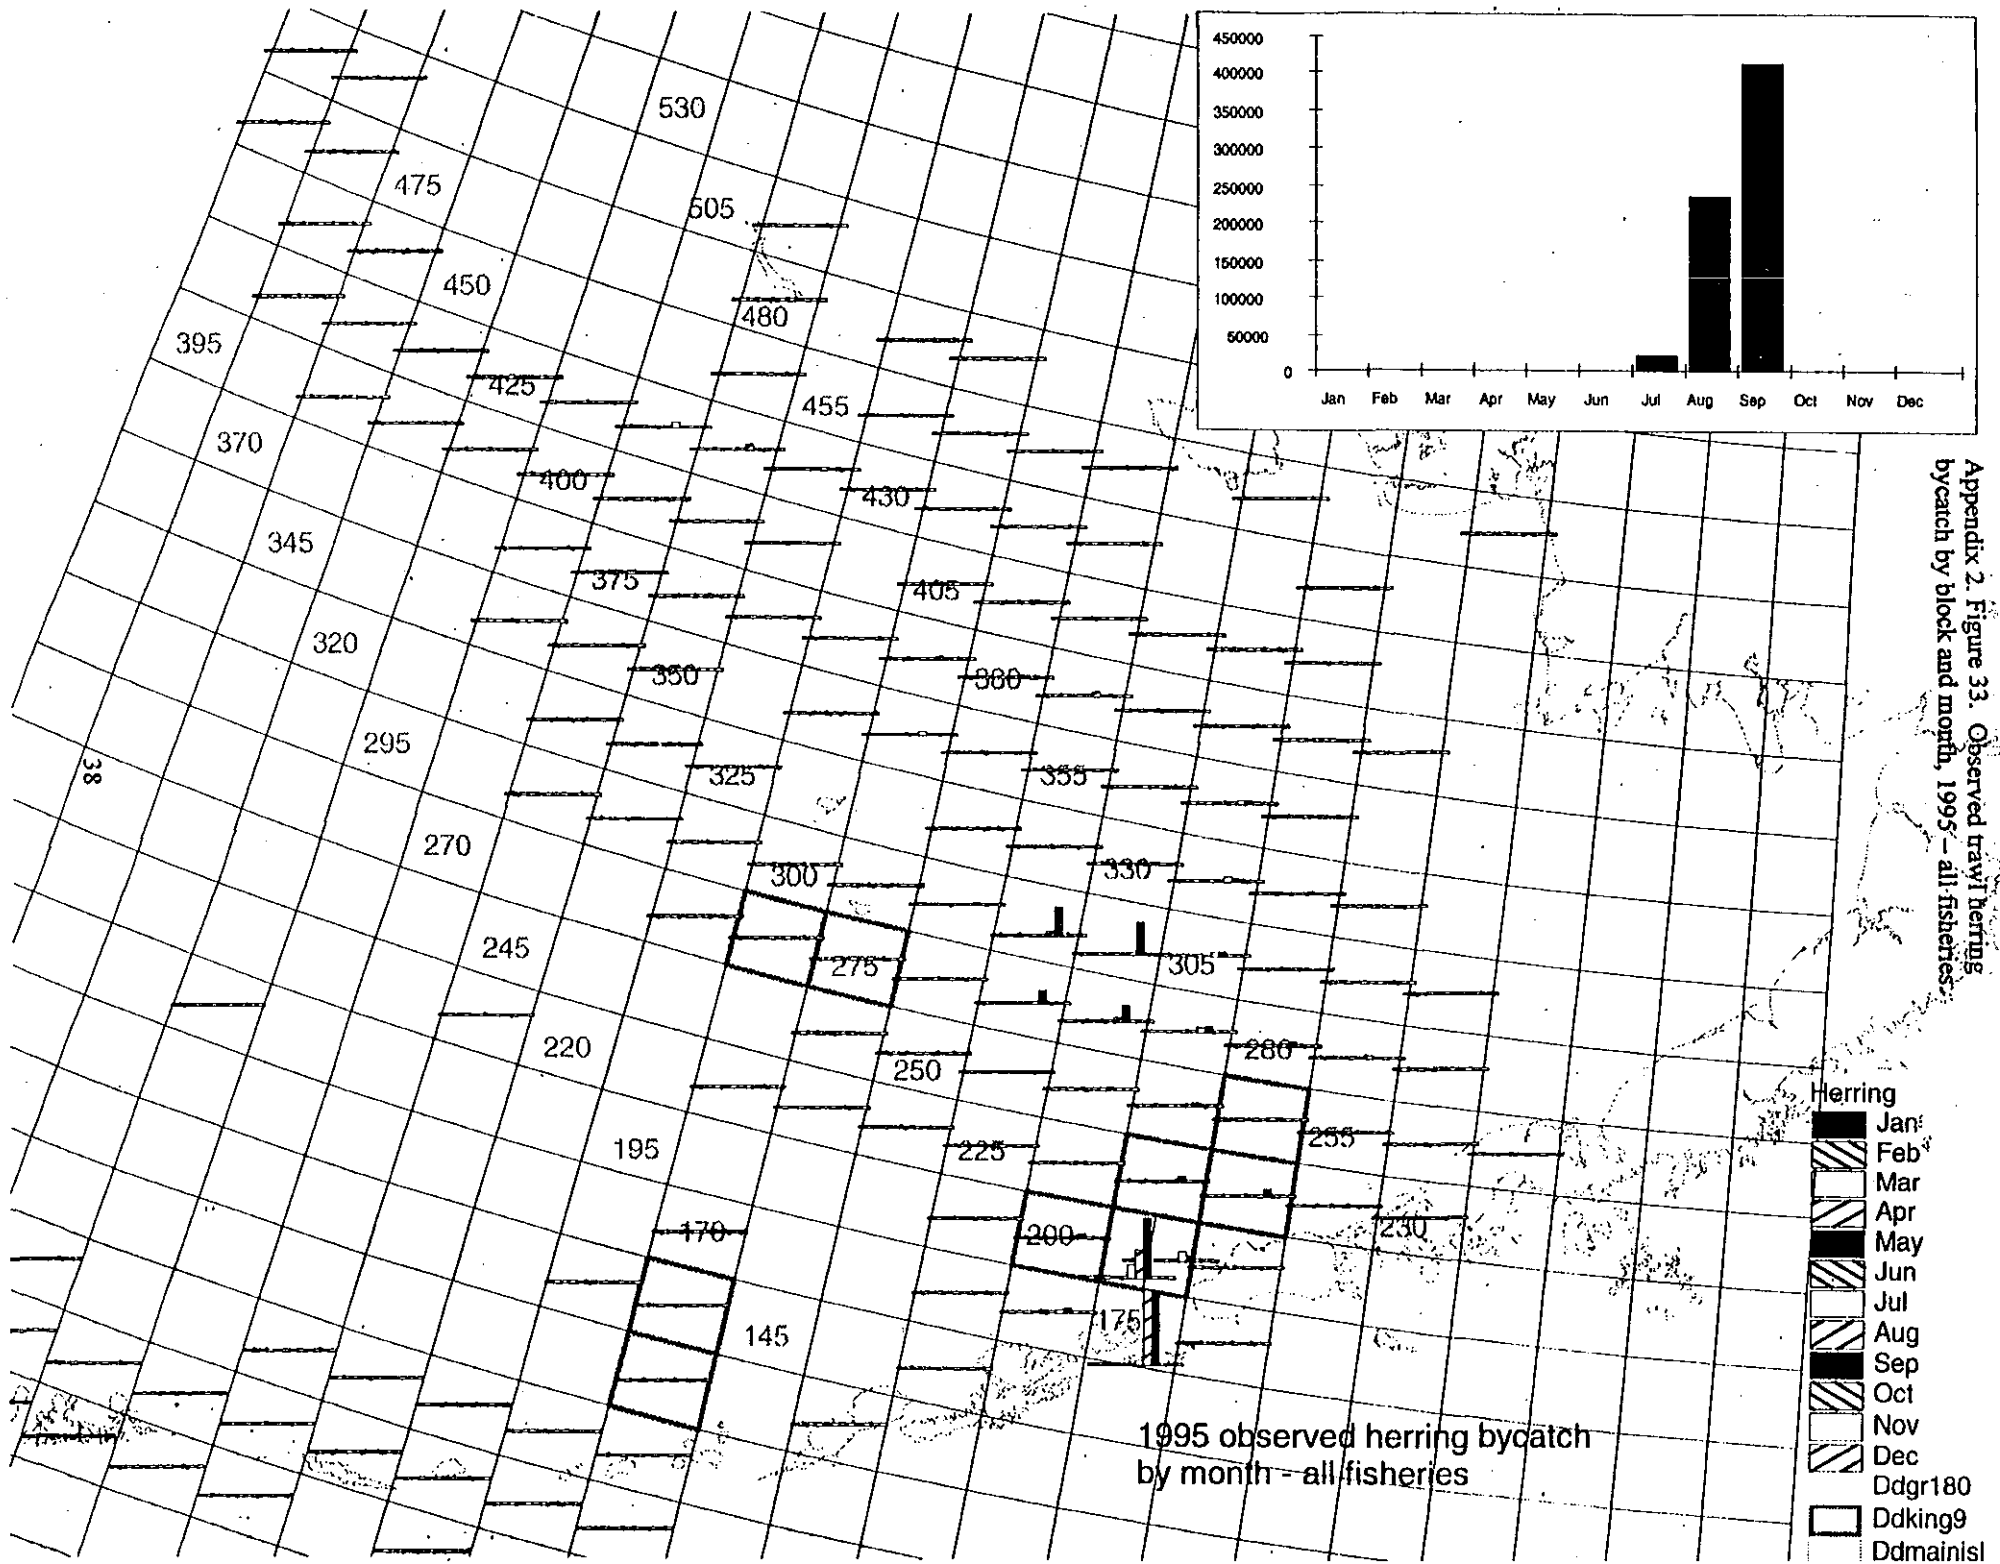 450000
400000
350000
300000
250000
200000
150000
100000
50000
0
Jan Feb Mar Apr May Jun Jul Aug Sep Oct Nov Dec
Appendix 2. Figure 33. Observed trawl herring
bycatch by block and month, 1995 – all fisheries.
530
475
505
450
480
395
425
455
370
400
430
345
375
405
320
350
380
295
325
355
38
270
300
330
245
275
305
220
250
280
195
225
255
170
200
230
145
175
1995 observed herring bycatch
by month - all fisheries
Herring
Jan
Feb
Mar
Apr
May
Jun
Jul
Aug
Sep
Oct
Nov
Dec
Ddgr180
Ddking9
Ddmainisl